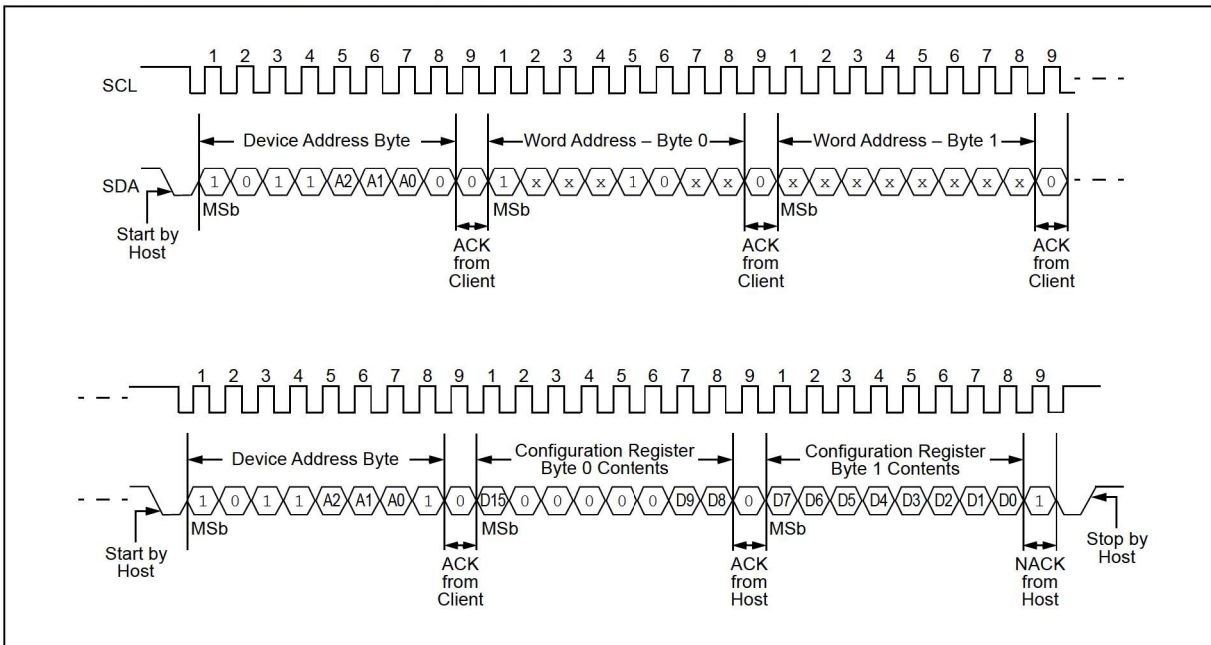 1 2 3 4 5 6 7 8 9 1 2 3 4 5 6 7 8 9 1 2 3 4 5 6 7 8 9
SCL
Device Address Byte Word Address – Byte 0 Word Address – Byte 1
SDA 1 0 1 1 A2 A1 A0 0 0 1 x x x 1 0 x x 0 x x x x x x x x 0
MSb MSb MSb
Start by
Host
ACK
from
Client
ACK
from
Client
ACK
from
Client
1 2 3 4 5 6 7 8 9 1 2 3 4 5 6 7 8 9 1 2 3 4 5 6 7 8 9
Device Address Byte
Configuration Register
Byte 0 Contents
Configuration Register
Byte 1 Contents
1 0 1 1 A2 A1 A0 1 0 D15 0 0 0 0 0 D9 D8 0 D7 D6 D5 D4 D3 D2 D1 D0 1
MSb MSb MSb
Start by
Host
ACK
from
Client
ACK
from
Host
NACK
from
Host
Stop by
Host